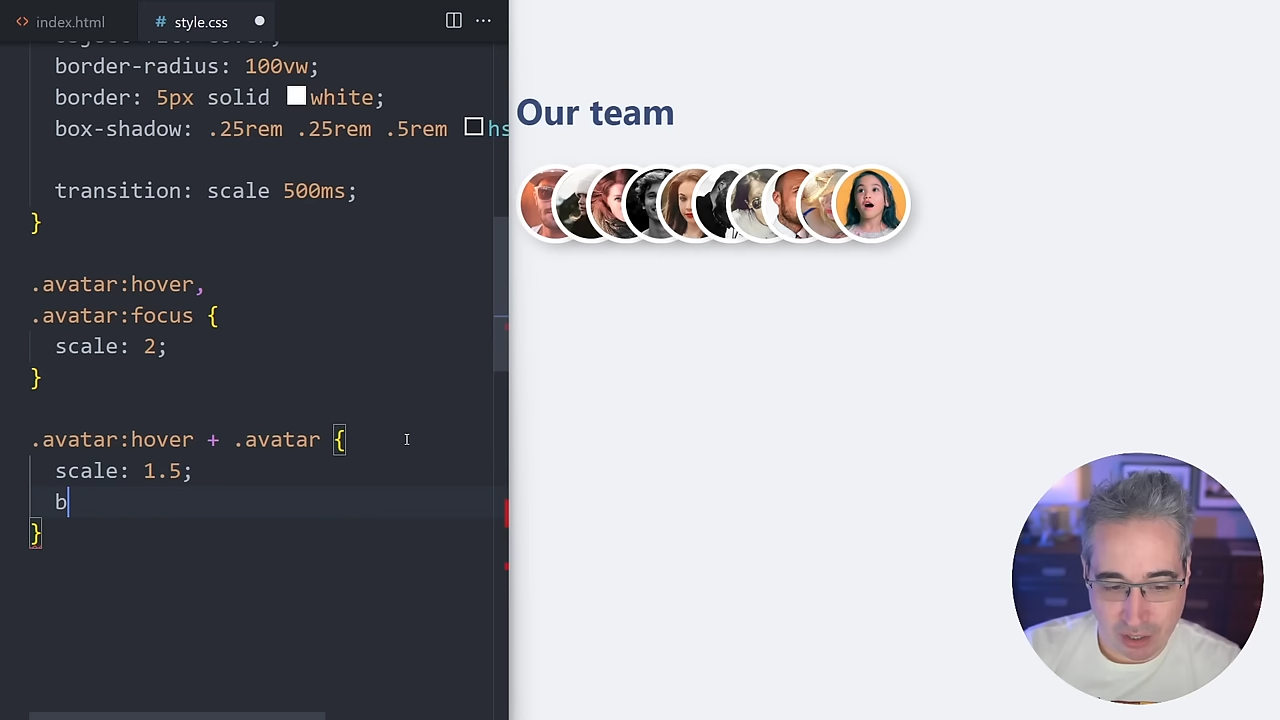 index.html
# style.css
border-radius: 100vw;
border: 5px solid white;
box-shadow: .25rem .25rem .5rem hs
transition: scale 500ms;
}
.avatar:hover,
.avatar:focus {
scale: 2;
}
.avatar:hover + .avatar {
scale: 1.5;
b
}
Our team